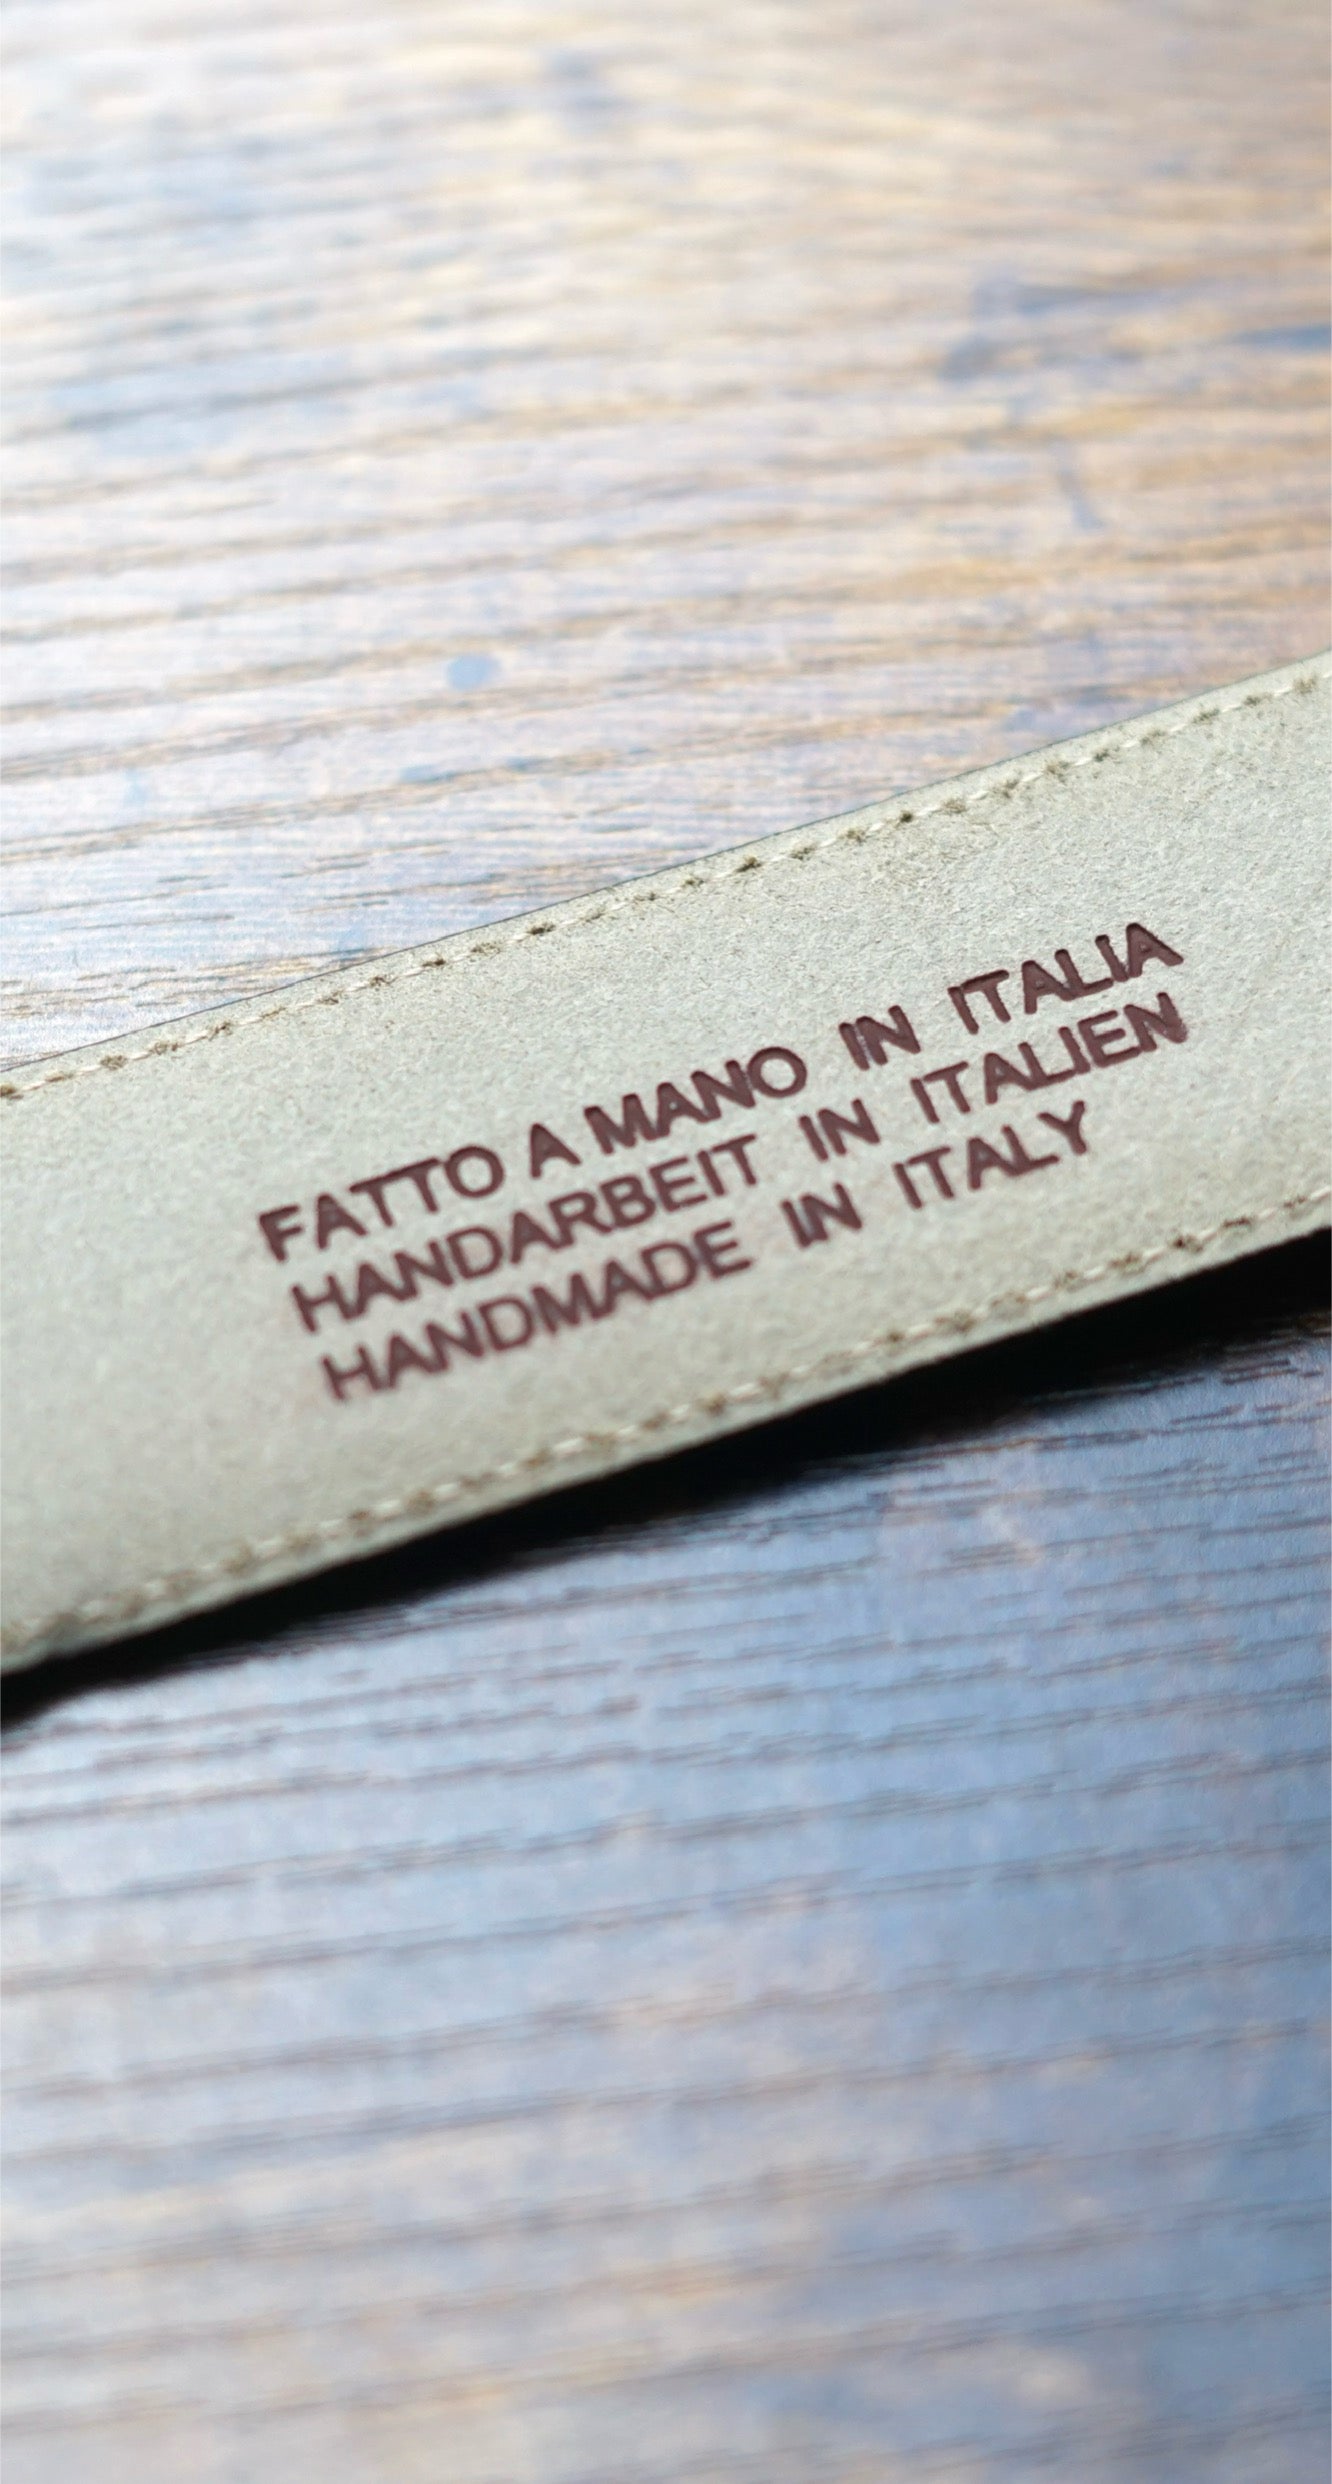 FATTO A MANO IN ITALIA
HANDARBEIT IN ITALIEN
HANDMADE IN ITALY